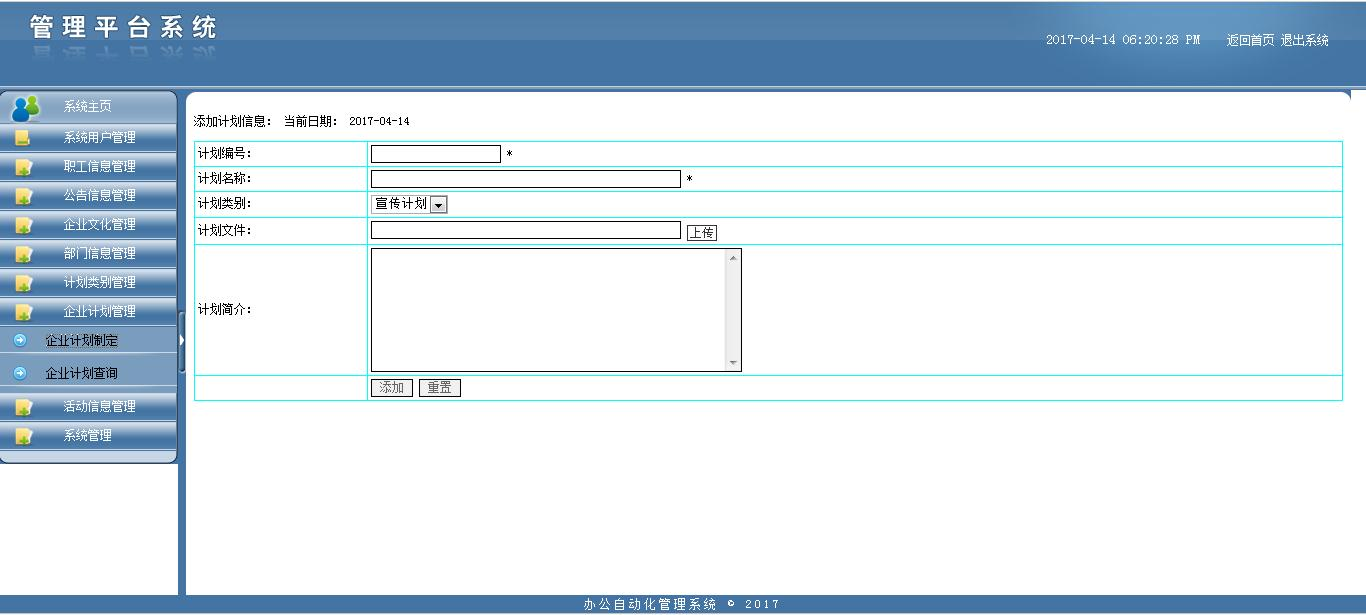 管理平台系统
2017-04-14 06:20:28 PM 返回首页 退出系统
系统主页
系统用户管理
职工信息管理
公告信息管理
企业文化管理
部门信息管理
计划类别管理
企业计划管理
企业计划制定
企业计划查询
活动信息管理
系统管理
添加计划信息： 当前日期： 2017-04-14
计划编号： *
计划名称： *
计划类别： 宣传计划
计划文件： 上传
计划简介：
添加 重置
办公自动化管理系统 © 2017